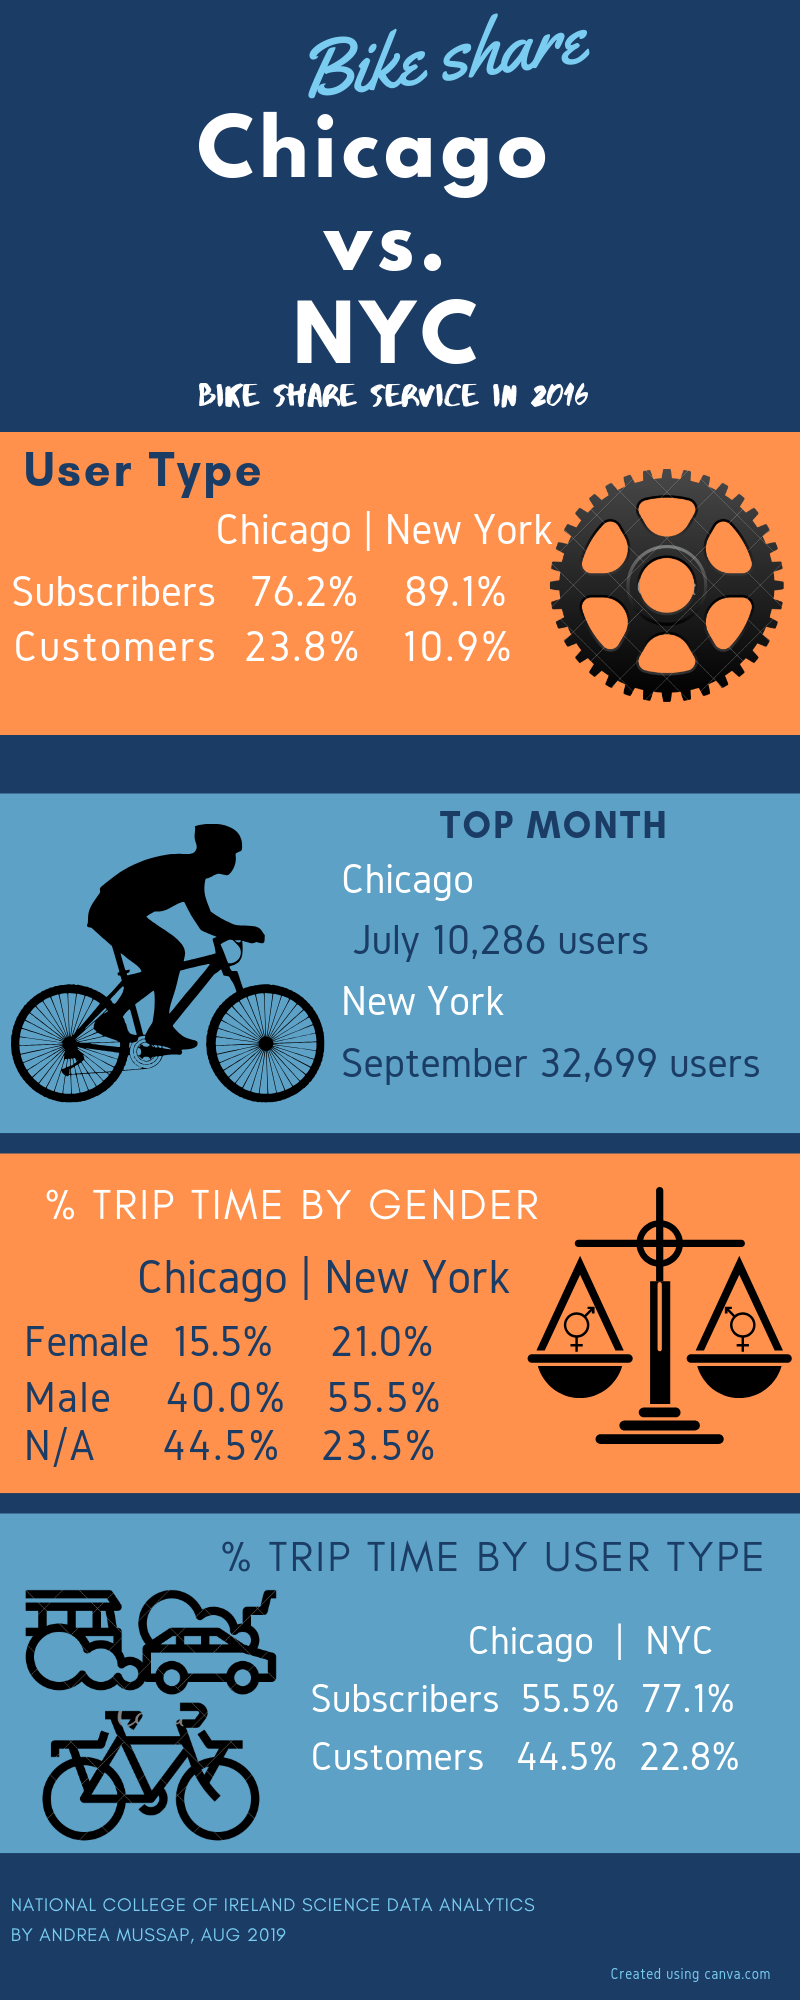 Bike share
Chicago
vs.
NYC
BIKE SHARE SERVICE IN 2016
User Type
Chicago | New York
Subscribers 76.2% 89.1%
Customers 23.8% 10.9%
TOP MONTH
Chicago
July 10,286 users
New York
September 32,699 users
% TRIP TIME BY GENDER
Chicago | New York
Female 15.5% 21.0%
Male 40.0% 55.5%
N/A 44.5% 23.5%
% TRIP TIME BY USER TYPE
Chicago | NYC
Subscribers 55.5% 77.1%
Customers 44.5% 22.8%
NATIONAL COLLEGE OF IRELAND SCIENCE DATA ANALYTICS
BY ANDREA MUSSAP, AUG 2019
Created using canva.com